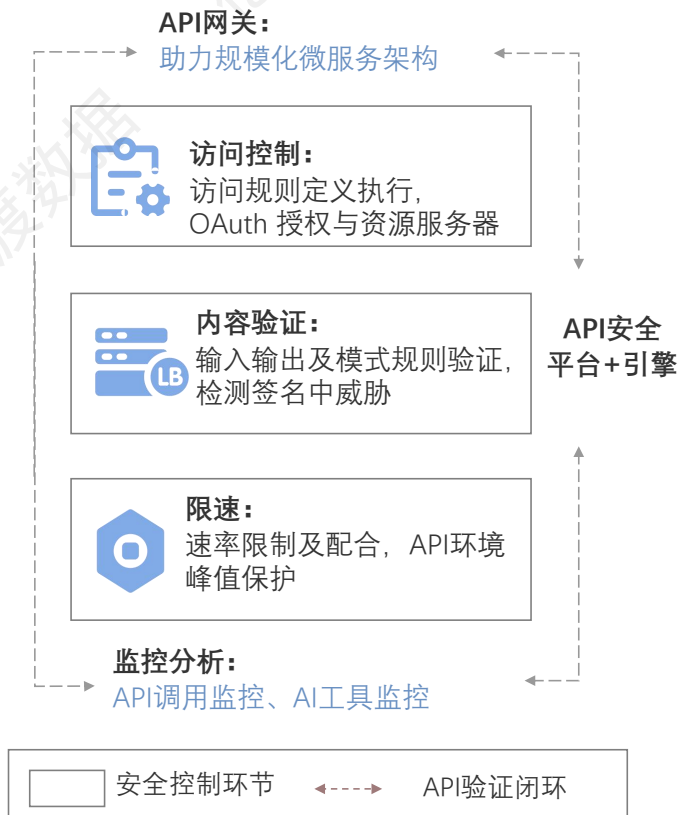 API网关：
助力规模化微服务架构
访问控制：
访问规则定义执行，
OAuth 授权与资源服务器
内容验证：
输入输出及模式规则验证，
检测签名中威胁
LB
API安全
平台+引擎
限速：
速率限制及配合，API环境
峰值保护
监控分析：
API调用监控、AI工具监控
安全控制环节
API验证闭环
度数据